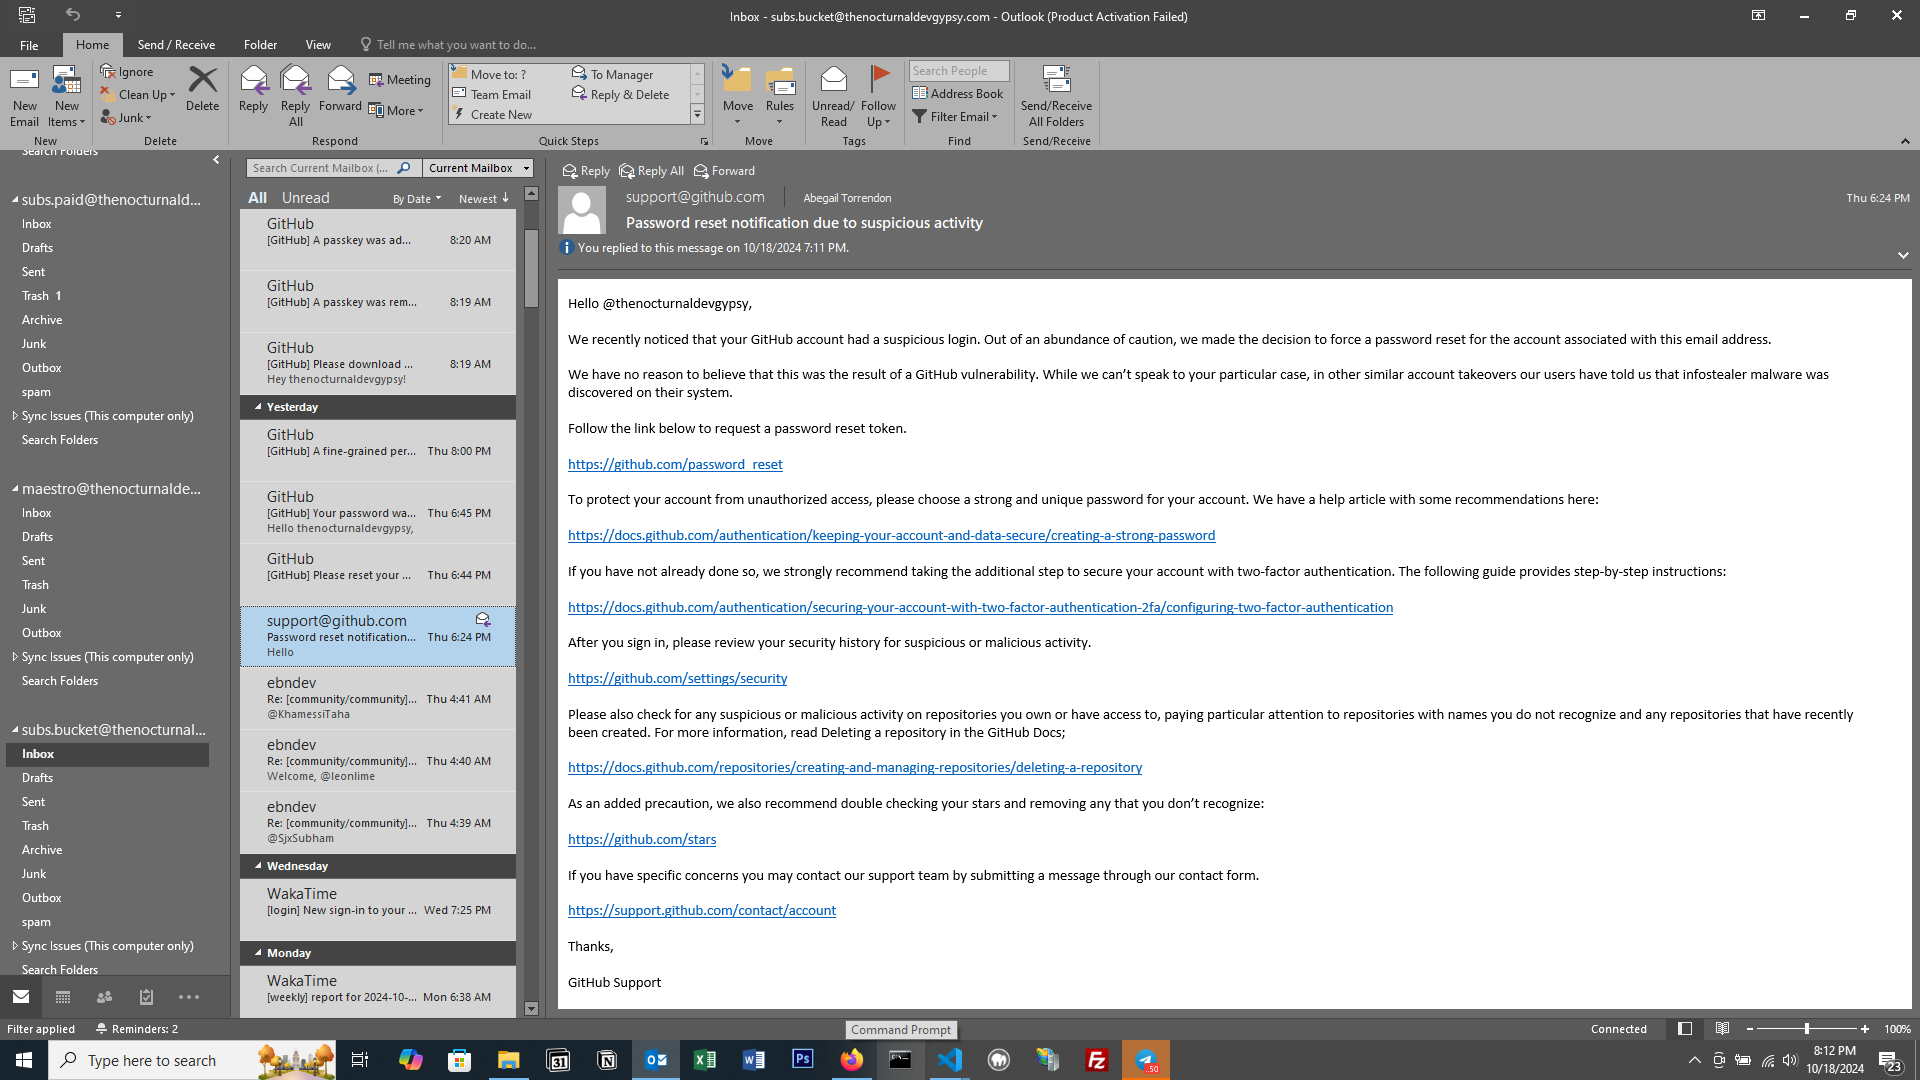 Inbox - subs.bucket@thenocturnaldevgypsy.com - Outlook (Product Activation Failed)
File
Home
Send / Receive
Folder
View
Tell me what you want to do...
New
Email
New
Items
New
Ignore
Clean Up
Junk
Delete
Delete
Reply
Reply
All
Forward
Meeting
More
Respond
Move to: ?
Team Email
Create New
To Manager
Reply & Delete
Quick Steps
Move
Rules
Move
Unread/
Read
Follow
Up
Tags
Search People
Address Book
Filter Email
Find
Send/Receive
All Folders
Send/Receive
Search Folders
subs.paid@thenocturnald...
Inbox
Drafts
Sent
Trash 1
Archive
Junk
Outbox
spam
Sync Issues (This computer only)
Search Folders
maestro@thenocturnalde...
Inbox
Drafts
Sent
Trash
Junk
Outbox
Sync Issues (This computer only)
Search Folders
subs.bucket@thenocturnal...
Inbox
Drafts
Sent
Trash
Archive
Junk
Outbox
spam
Sync Issues (This computer only)
Search Folders
Search Current Mailbox (...
Current Mailbox
All
Unread
By Date
Newest
GitHub
[GitHub] A passkey was ad... 8:20 AM
GitHub
[GitHub] A passkey was rem... 8:19 AM
GitHub
[GitHub] Please download ... 8:19 AM
Hey thenocturnaldevgypsy!
Yesterday
GitHub
[GitHub] A fine-grained per... Thu 8:00 PM
GitHub
[GitHub] Your password wa... Thu 6:45 PM
Hello thenocturnaldevgypsy,
GitHub
[GitHub] Please reset your ... Thu 6:44 PM
support@github.com
Password reset notification... Thu 6:24 PM
Hello
ebndev
Re: [community/community]... Thu 4:41 AM
@KhamessiTaha
ebndev
Re: [community/community]... Thu 4:40 AM
Welcome, @leonlime
ebndev
Re: [community/community]... Thu 4:39 AM
@SjxSubham
Wednesday
WakaTime
[login] New sign-in to your ... Wed 7:25 PM
Monday
WakaTime
[weekly] report for 2024-10-... Mon 6:38 AM
Reply
Reply All
Forward
support@github.com
Abegail Torrendon
Thu 6:24 PM
Password reset notification due to suspicious activity
You replied to this message on 10/18/2024 7:11 PM.
Hello @thenocturnaldevgypsy,
We recently noticed that your GitHub account had a suspicious login. Out of an abundance of caution, we made the decision to force a password reset for the account associated with this email address.
We have no reason to believe that this was the result of a GitHub vulnerability. While we can’t speak to your particular case, in other similar account takeovers our users have told us that infostealer malware was
discovered on their system.
Follow the link below to request a password reset token.
https://github.com/password_reset
To protect your account from unauthorized access, please choose a strong and unique password for your account. We have a help article with some recommendations here:
https://docs.github.com/authentication/keeping-your-account-and-data-secure/creating-a-strong-password
If you have not already done so, we strongly recommend taking the additional step to secure your account with two-factor authentication. The following guide provides step-by-step instructions:
https://docs.github.com/authentication/securing-your-account-with-two-factor-authentication-2fa/configuring-two-factor-authentication
After you sign in, please review your security history for suspicious or malicious activity.
https://github.com/settings/security
Please also check for any suspicious or malicious activity on repositories you own or have access to, paying particular attention to repositories with names you do not recognize and any repositories that have recently
been created. For more information, read Deleting a repository in the GitHub Docs;
https://docs.github.com/repositories/creating-and-managing-repositories/deleting-a-repository
As an added precaution, we also recommend double checking your stars and removing any that you don’t recognize:
https://github.com/stars
If you have specific concerns you may contact our support team by submitting a message through our contact form.
https://support.github.com/contact/account
Thanks,
GitHub Support
Filter applied
Reminders: 2
Command Prompt
Connected
100%
Type here to search
31
Ps
Fz
.50
8:12 PM
10/18/2024
23